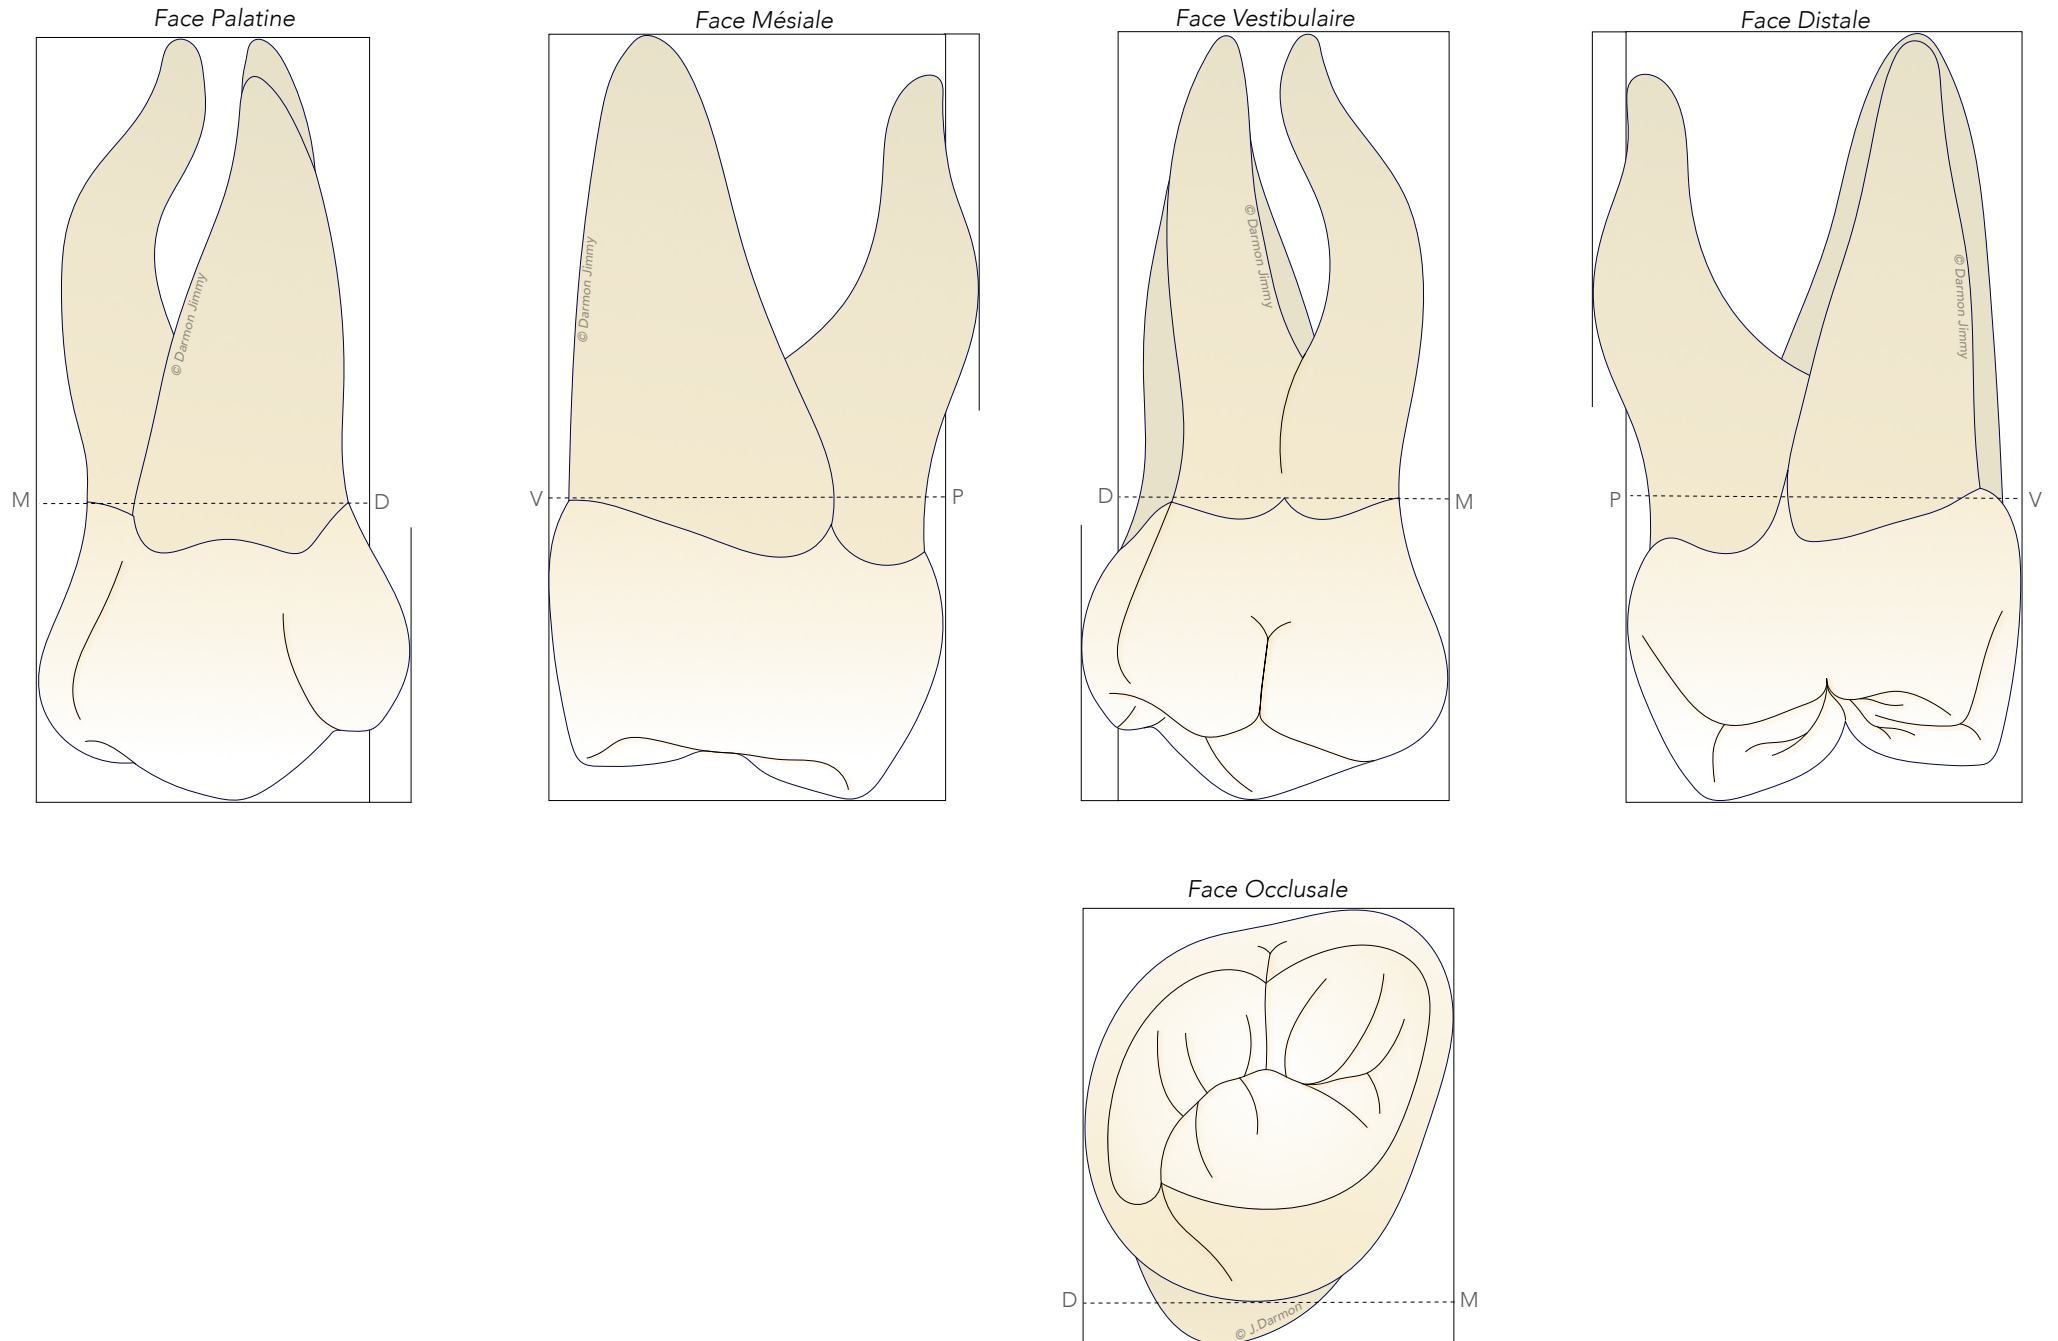 Face Palatine
Face Mésiale
Face Vestibulaire
Face Distale
© Darmon Jimmy
© Darmon Jimmy
© Darmon Jimmy
© Darmon Jimmy
M
D
V
P
D
M
P
V
Face Occlusale
D
M
© J.Darmon